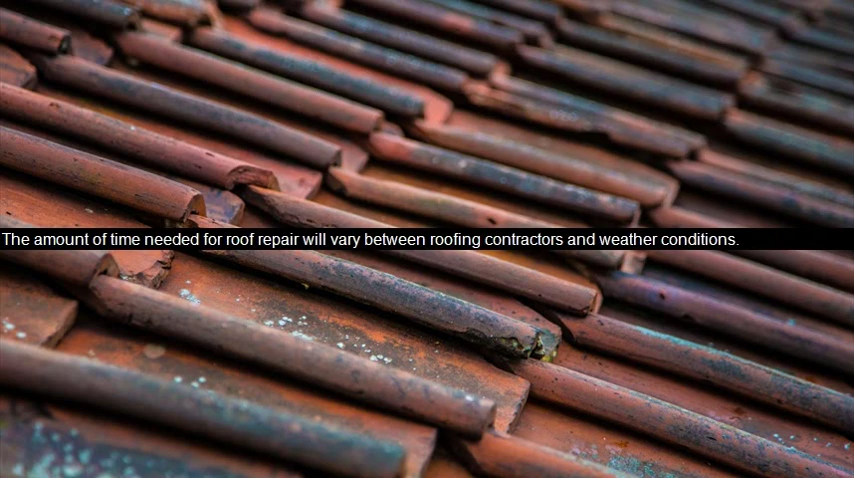 The amount of time needed for roof repair will vary between roofing contractors and weather conditions.